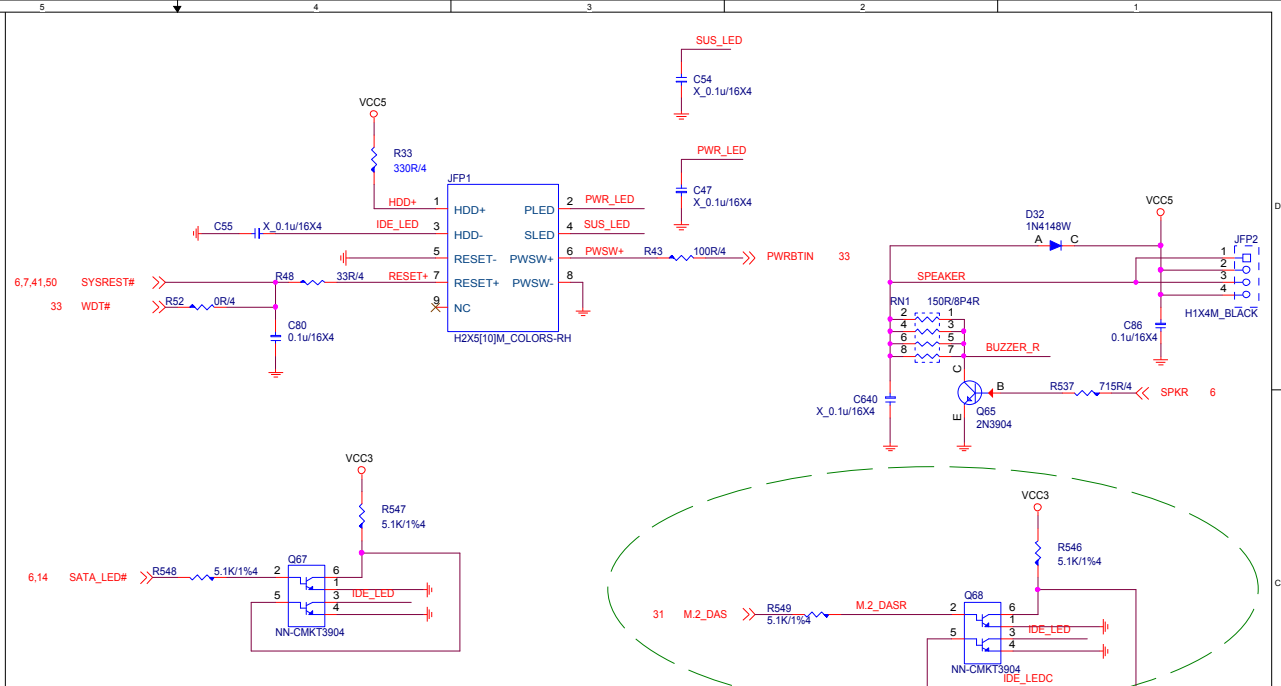 5 4 3 2 1
SUS_LED
C54
X_0.1u/16X4
VCC5
R33
330R/4
PWR_LED
C47
X_0.1u/16X4
JFP1
HDD+ 1 HDD+ PLED 2 PWR_LED
C55 X_0.1u/16X4 IDE_LED 3 HDD- SLED 4 SUS_LED
5 RESET- PWSW+ 6 PWSW+ R43 100R/4 PWRBTIN 33
6,7,41,50 SYSREST# R48 33R/4 RESET+ 7 RESET+ PWSW- 8
33 WDT# R52 0R/4 9 NC
C80
0.1u/16X4
H2X5[10]M_COLORS-RH
VCC5
D32
1N4148W
A C
JFP2
1
2
3
4
SPEAKER
H1X4M_BLACK
RN1 150R/8P4R
2 1
4 3
6 5
8 7
BUZZER_R
C86
0.1u/16X4
C640
X_0.1u/16X4
C
B
E
Q65
2N3904
R537 715R/4 SPKR 6
D
VCC3
R547
5.1K/1%4
Q67
6,14 SATA_LED# R548 5.1K/1%4 2 6
1
5 3 IDE_LED
4
NN-CMKT3904
VCC3
R546
5.1K/1%4
Q68
31 M.2_DAS R549 5.1K/1%4 M.2_DASR 2 6
1
5 3 IDE_LED
4
NN-CMKT3904
IDE_LEDC
C